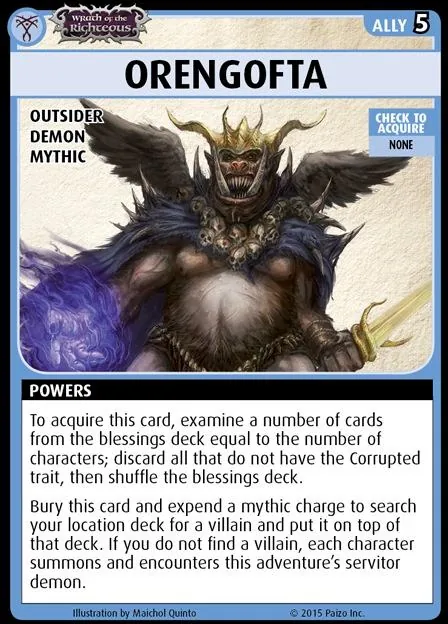 Wrath of the
Righteous
ALLY 5
ORENGOFTA
OUTSIDER
DEMON
MYTHIC
CHECK TO
ACQUIRE
NONE
POWERS
To acquire this card, examine a number of cards
from the blessings deck equal to the number of
characters; discard all that do not have the Corrupted
trait, then shuffle the blessings deck.
Bury this card and expend a mythic charge to search
your location deck for a villain and put it on top of
that deck. If you do not find a villain, each character
summons and encounters this adventure's servitor
demon.
Illustration by Maichol Quinto
© 2015 Paizo Inc.